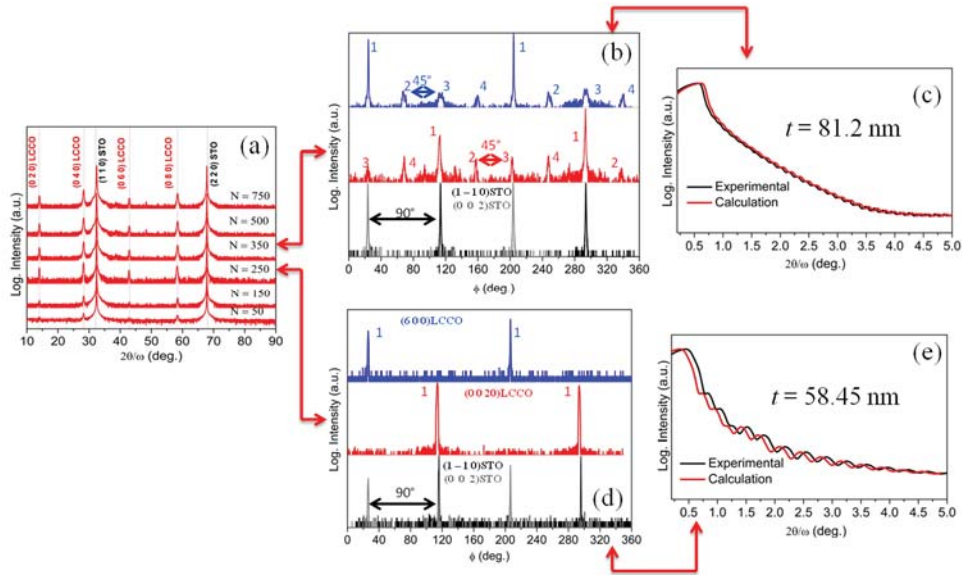 (a)
(0 2 0) LCCO
(0 4 0) LCCO
(1 1 0) STO
(0 6 0) LCCO
(0 8 0) LCCO
(2 2 0) STO
N = 750
N = 500
N = 350
N = 250
N = 150
N = 50
Log. Intensity (a.u.)
10 20 30 40 50 60 70 80 90
2θ/ω (deg.)
(b)
1 2 45° 3 4 1 2 3 4
3 4 1 2 45° 3 4 1 2
(1 – 1 0)STO
(0 0 2)STO
90°
Log. Intensity (a.u.)
0 40 80 120 160 200 240 280 320 360
ϕ (deg.)
(c)
t = 81.2 nm
Experimental
Calculation
Log. Intensity (a.u.)
0.5 1.0 1.5 2.0 2.5 3.0 3.5 4.0 4.5 5.0
2θ/ω (deg.)
(6 0 0)LCCO
1 1
(0 0 20)LCCO
1 1
(1 – 1 0)STO
(0 0 2)STO
90°
(d)
Log. Intensity (a.u.)
0 40 80 120 160 200 240 280 320 360
ϕ (deg.)
(e)
t = 58.45 nm
Experimental
Calculation
Log. Intensity (a.u.)
0.5 1.0 1.5 2.0 2.5 3.0 3.5 4.0 4.5 5.0
2θ/ω (deg.)